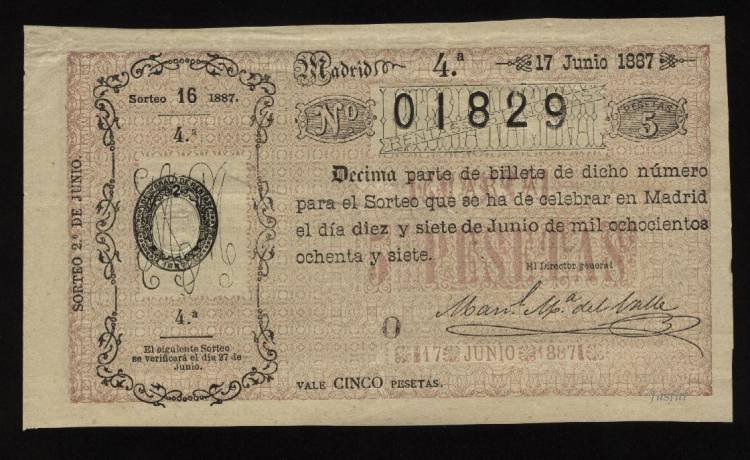 SORTEO 2.º DE JUNIO.
Sorteo 16 1887.
4.ª
4.ª
El siguiente Sorteo
se verificará el día 27 de
Junio.
Madrid 4.ª 17 Junio 1887
Nº 01829 PESETAS 5
Decima parte de billete de dicho número
para el Sorteo que se ha de celebrar en Madrid
el día diez y siete de Junio de mil ochocientos
ochenta y siete.
5 PESETAS
El Director general
Man.l M.ª del Valle
O
17 JUNIO 1887
VALE CINCO PESETAS.